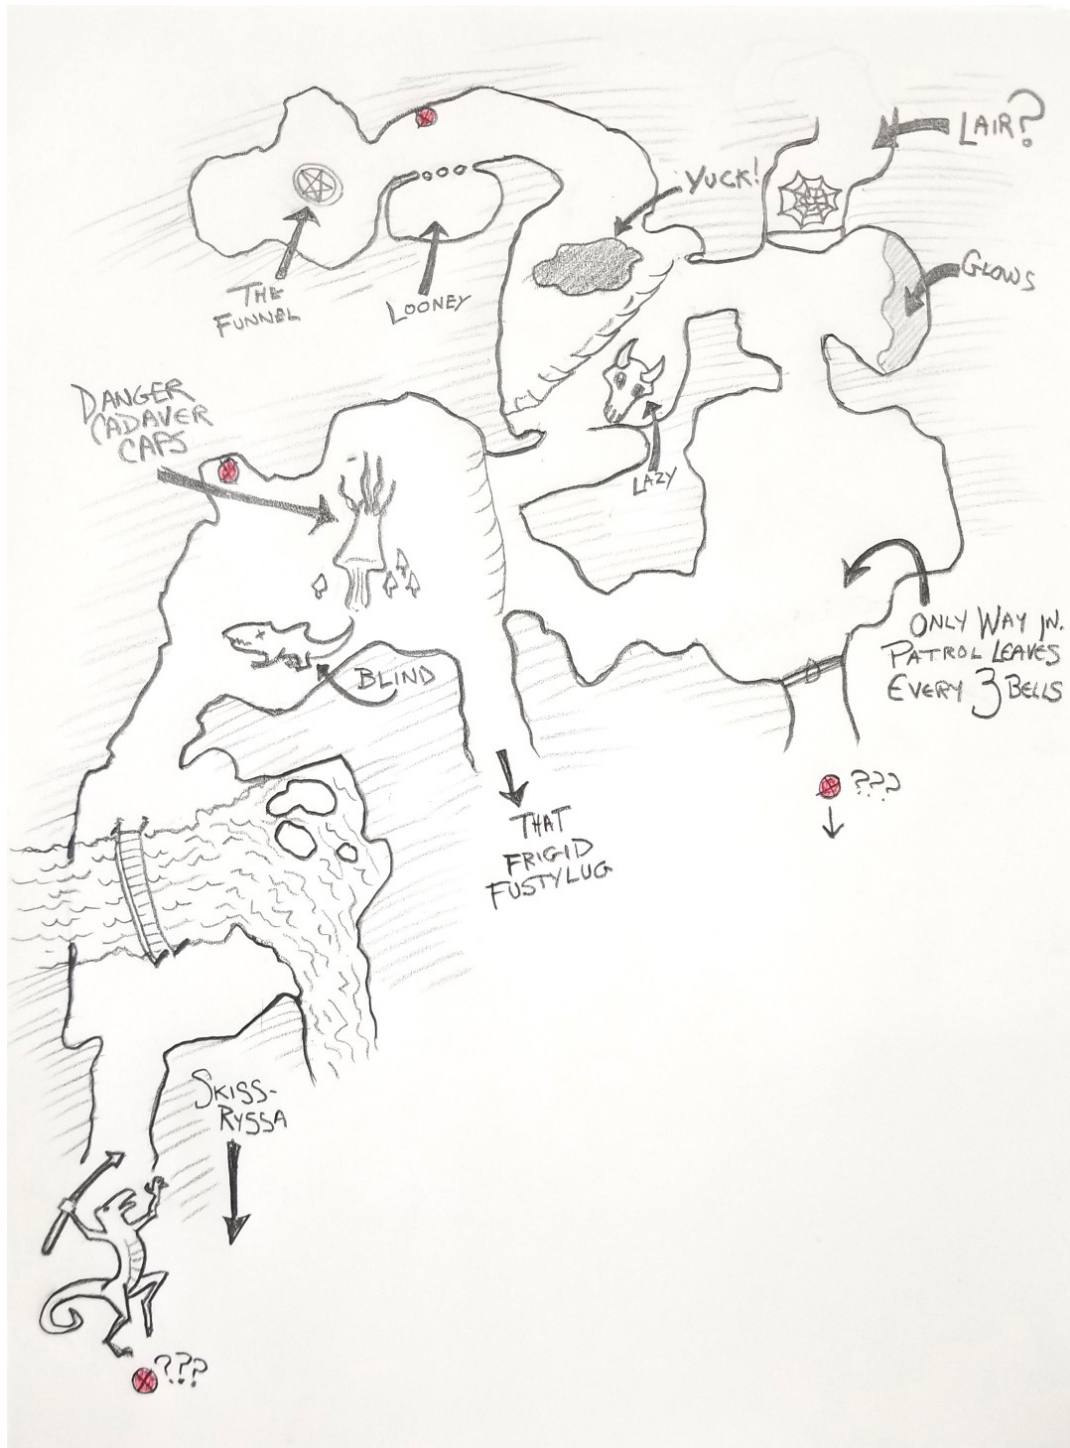 LAIR?
YUCK!
GLOWS
THE
FUNNEL
LOONEY
DANGER
CADAVER
CAPS
LAZY
ONLY WAY IN.
PATROL LEAVES
EVERY 3 BELLS
BLIND
D
???
THAT
FRIGID
FUSTYLUG
SKISS-
RYSSA
???